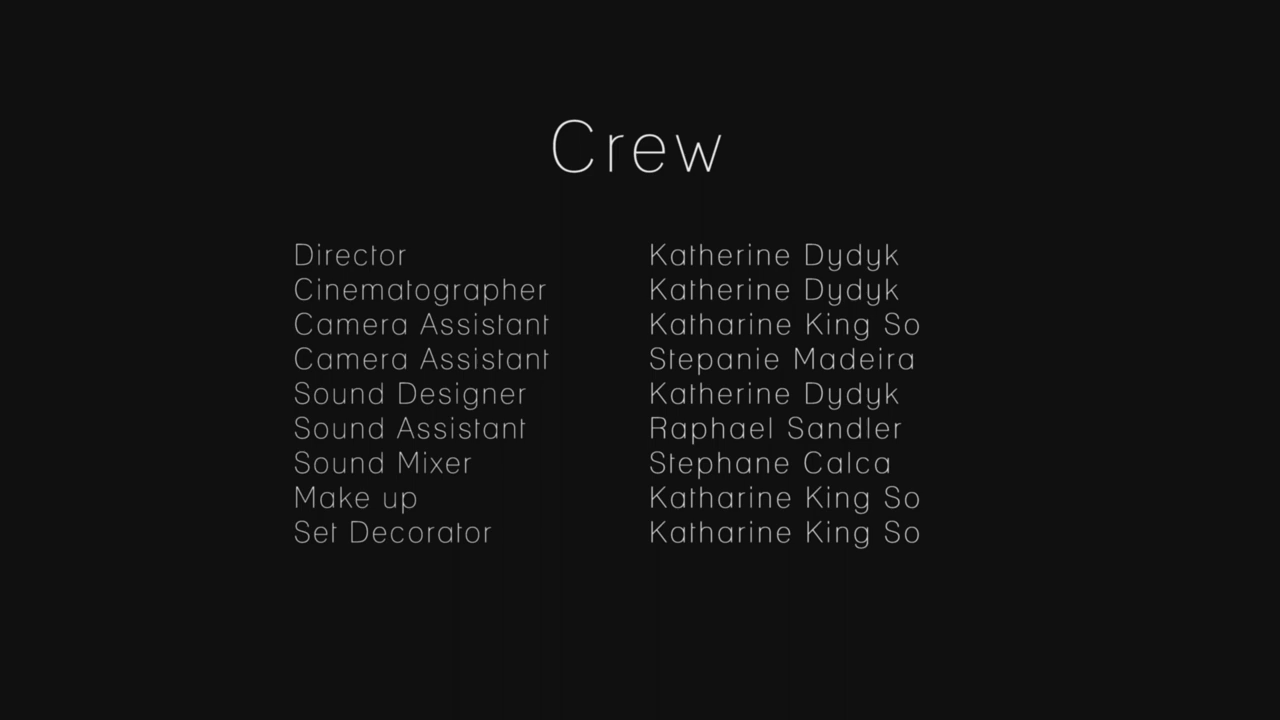 Crew
Director Katherine Dydyk
Cinematographer Katherine Dydyk
Camera Assistant Katharine King So
Camera Assistant Stepanie Madeira
Sound Designer Katherine Dydyk
Sound Assistant Raphael Sandler
Sound Mixer Stephane Calca
Make up Katharine King So
Set Decorator Katharine King So